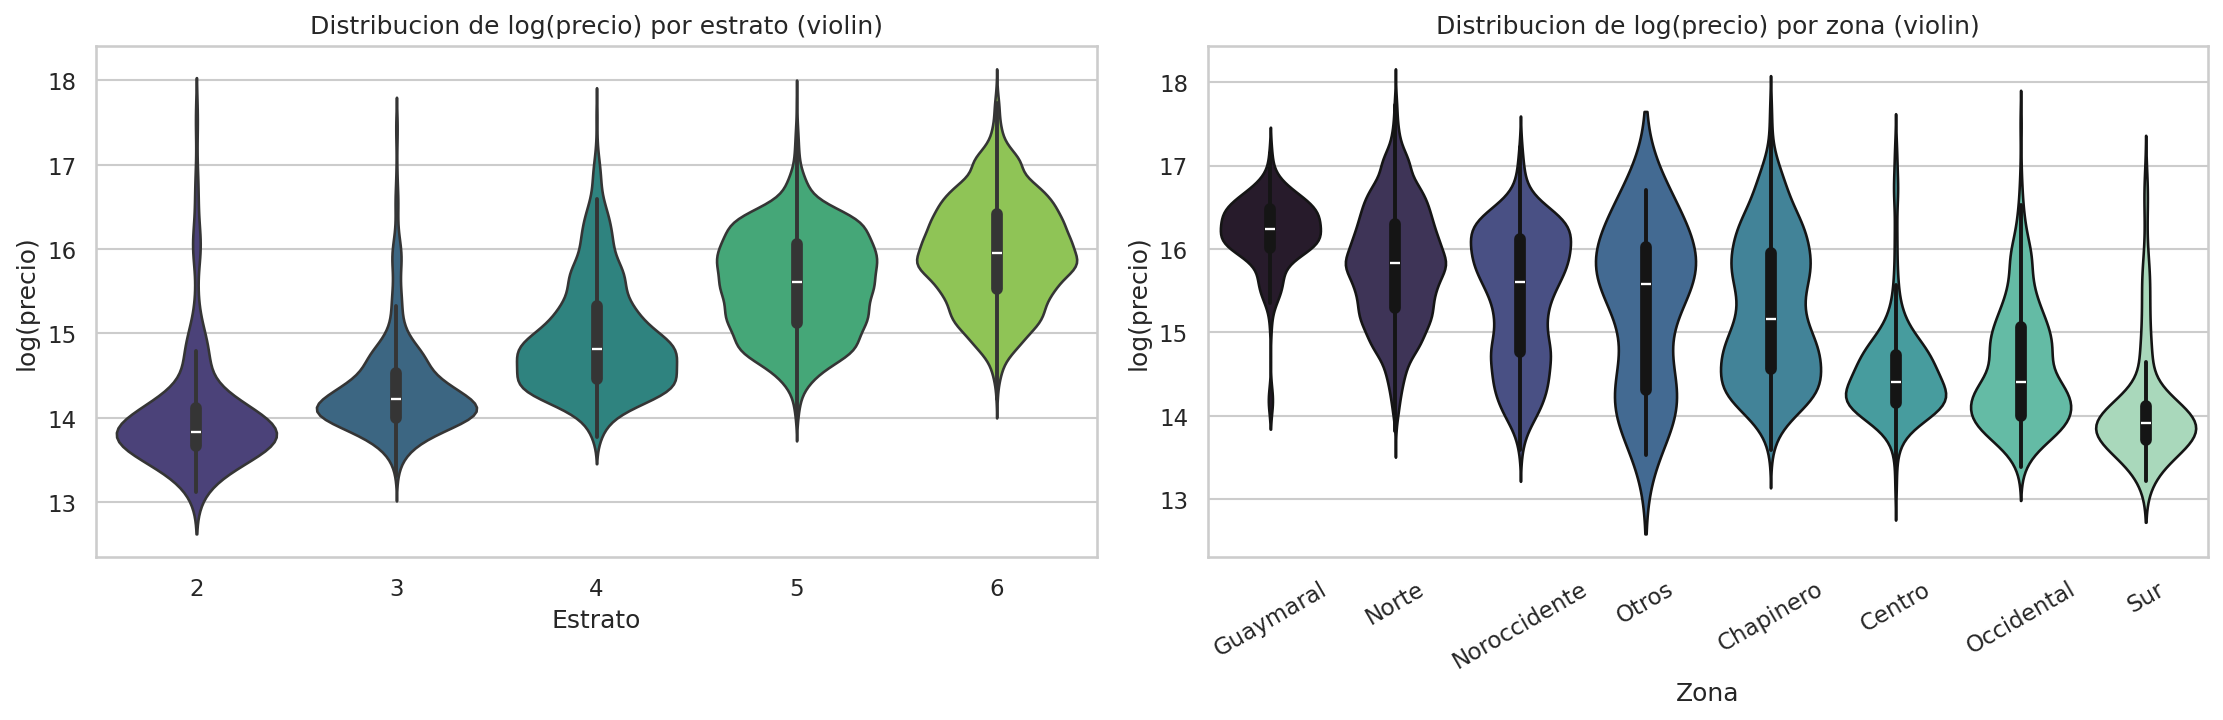 Distribucion de log(precio) por estrato (violin)
log(precio)
18
17
16
15
14
13
2 3 4 5 6
Estrato
Distribucion de log(precio) por zona (violin)
log(precio)
18
17
16
15
14
13
Guaymaral Norte Noroccidente Otros Chapinero Centro Occidental Sur
Zona